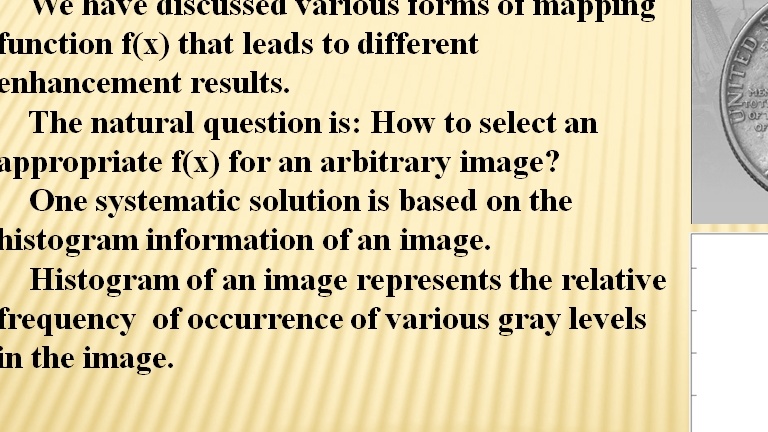 We have discussed various forms of mapping
function f(x) that leads to different
enhancement results.
The natural question is: How to select an
appropriate f(x) for an arbitrary image?
One systematic solution is based on the
histogram information of an image.
Histogram of an image represents the relative
frequency  of occurrence of various gray levels
in the image.
UNITED